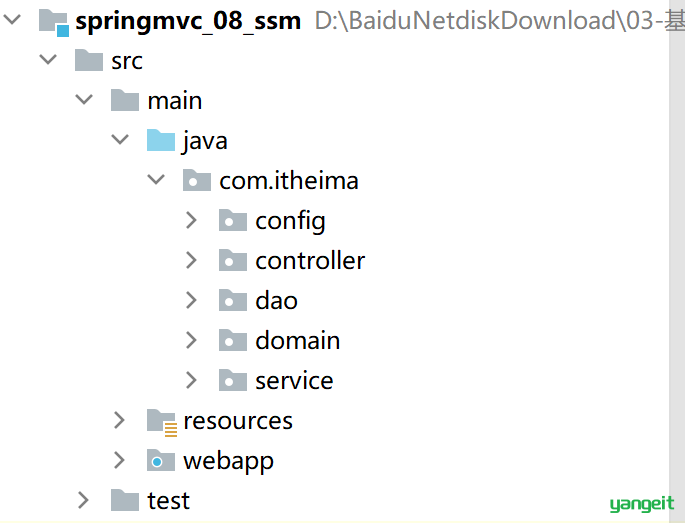 springmvc_08_ssm D:\BaiduNetdiskDownload\03-基
src
main
java
com.itheima
config
controller
dao
domain
service
resources
webapp
test
yangeit